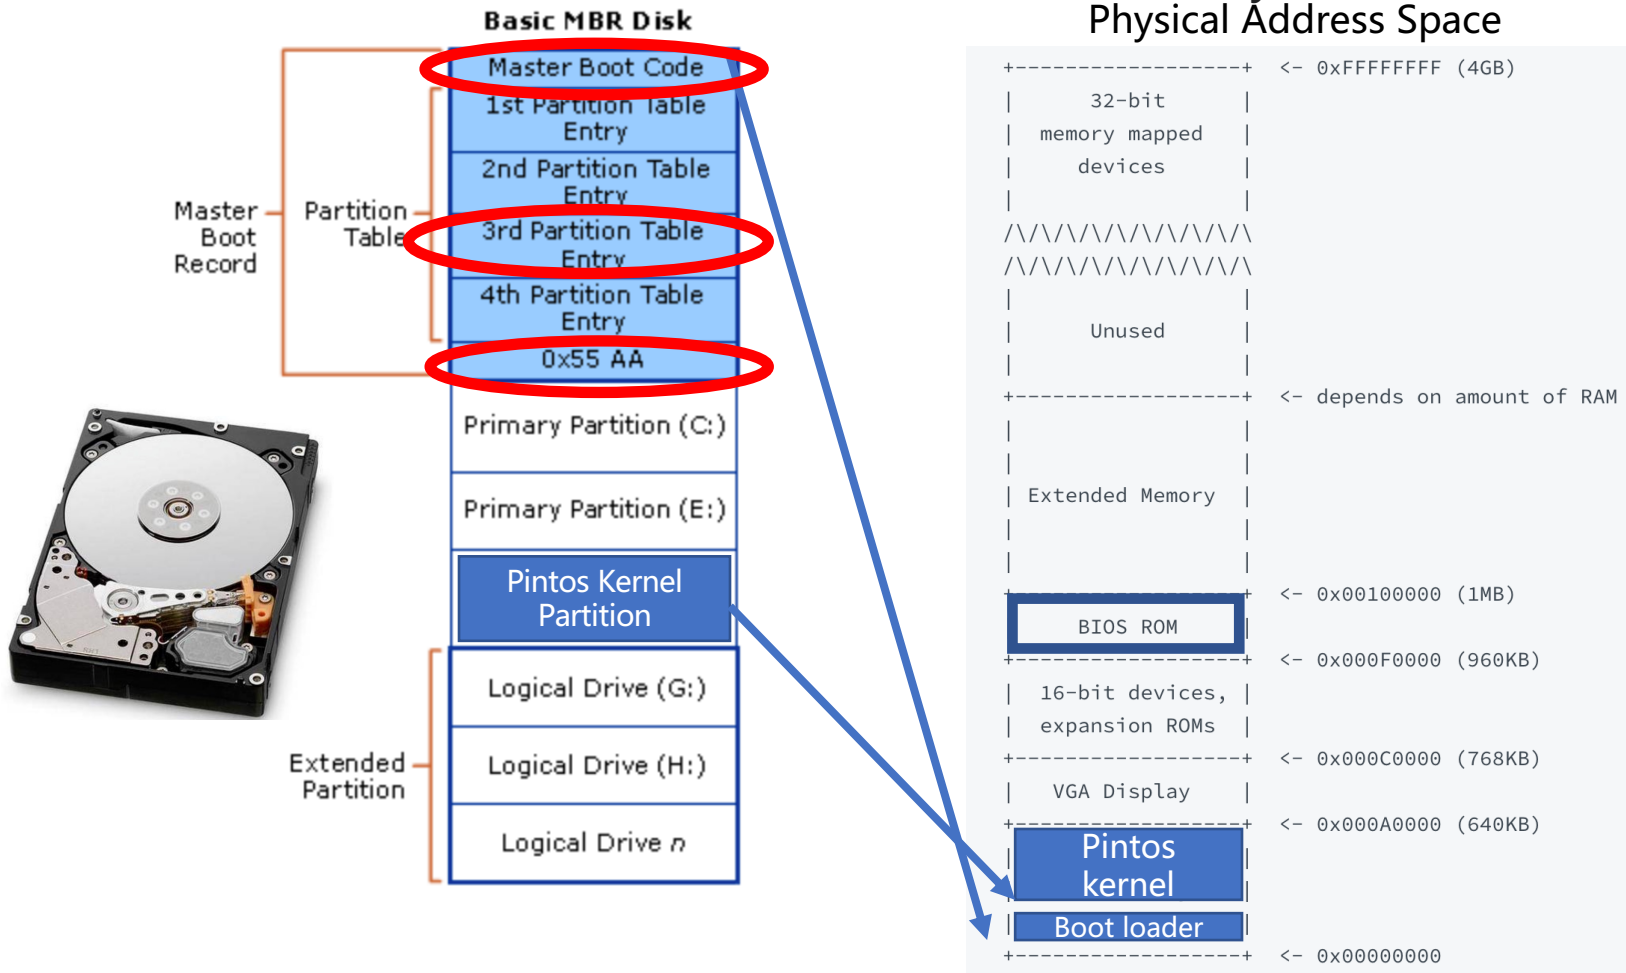 Basic MBR Disk
Master Boot Code
1st Partition Table
Entry
2nd Partition Table
Entry
3rd Partition Table
Entry
4th Partition Table
Entry
0x55 AA
Master
Boot
Record
Partition
Table
Primary Partition (C:)
Primary Partition (E:)
Pintos Kernel
Partition
Logical Drive (G:)
Logical Drive (H:)
Logical Drive n
Extended
Partition
Physical Address Space
+------------------+ <- 0xFFFFFFFF (4GB)
| 32-bit |
| memory mapped |
| devices |
| |
/\/\/\/\/\/\/\/\/\/\
/\/\/\/\/\/\/\/\/\/\
| |
| Unused |
| |
+------------------+ <- depends on amount of RAM
| |
| |
| Extended Memory |
| |
| |
+------------------+ <- 0x00100000 (1MB)
BIOS ROM |
+------------------+ <- 0x000F0000 (960KB)
| 16-bit devices, |
| expansion ROMs |
+------------------+ <- 0x000C0000 (768KB)
| VGA Display |
+------------------+ <- 0x000A0000 (640KB)
Pintos
kernel
Boot loader
+------------------+ <- 0x00000000